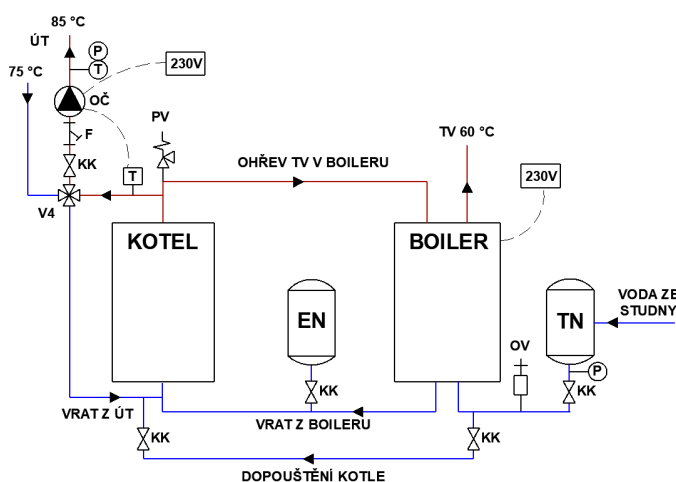 85 °C
ÚT
P
T
230V
75 °C
OČ
PV
TV 60 °C
F
KK
OHŘEV TV V BOILERU
T
230V
V4
KOTEL
BOILER
VODA ZE
STUDNY
EN
TN
OV
P
KK
KK
VRAT Z ÚT
VRAT Z BOILERU
KK
KK
DOPOUŠTĚNÍ KOTLE